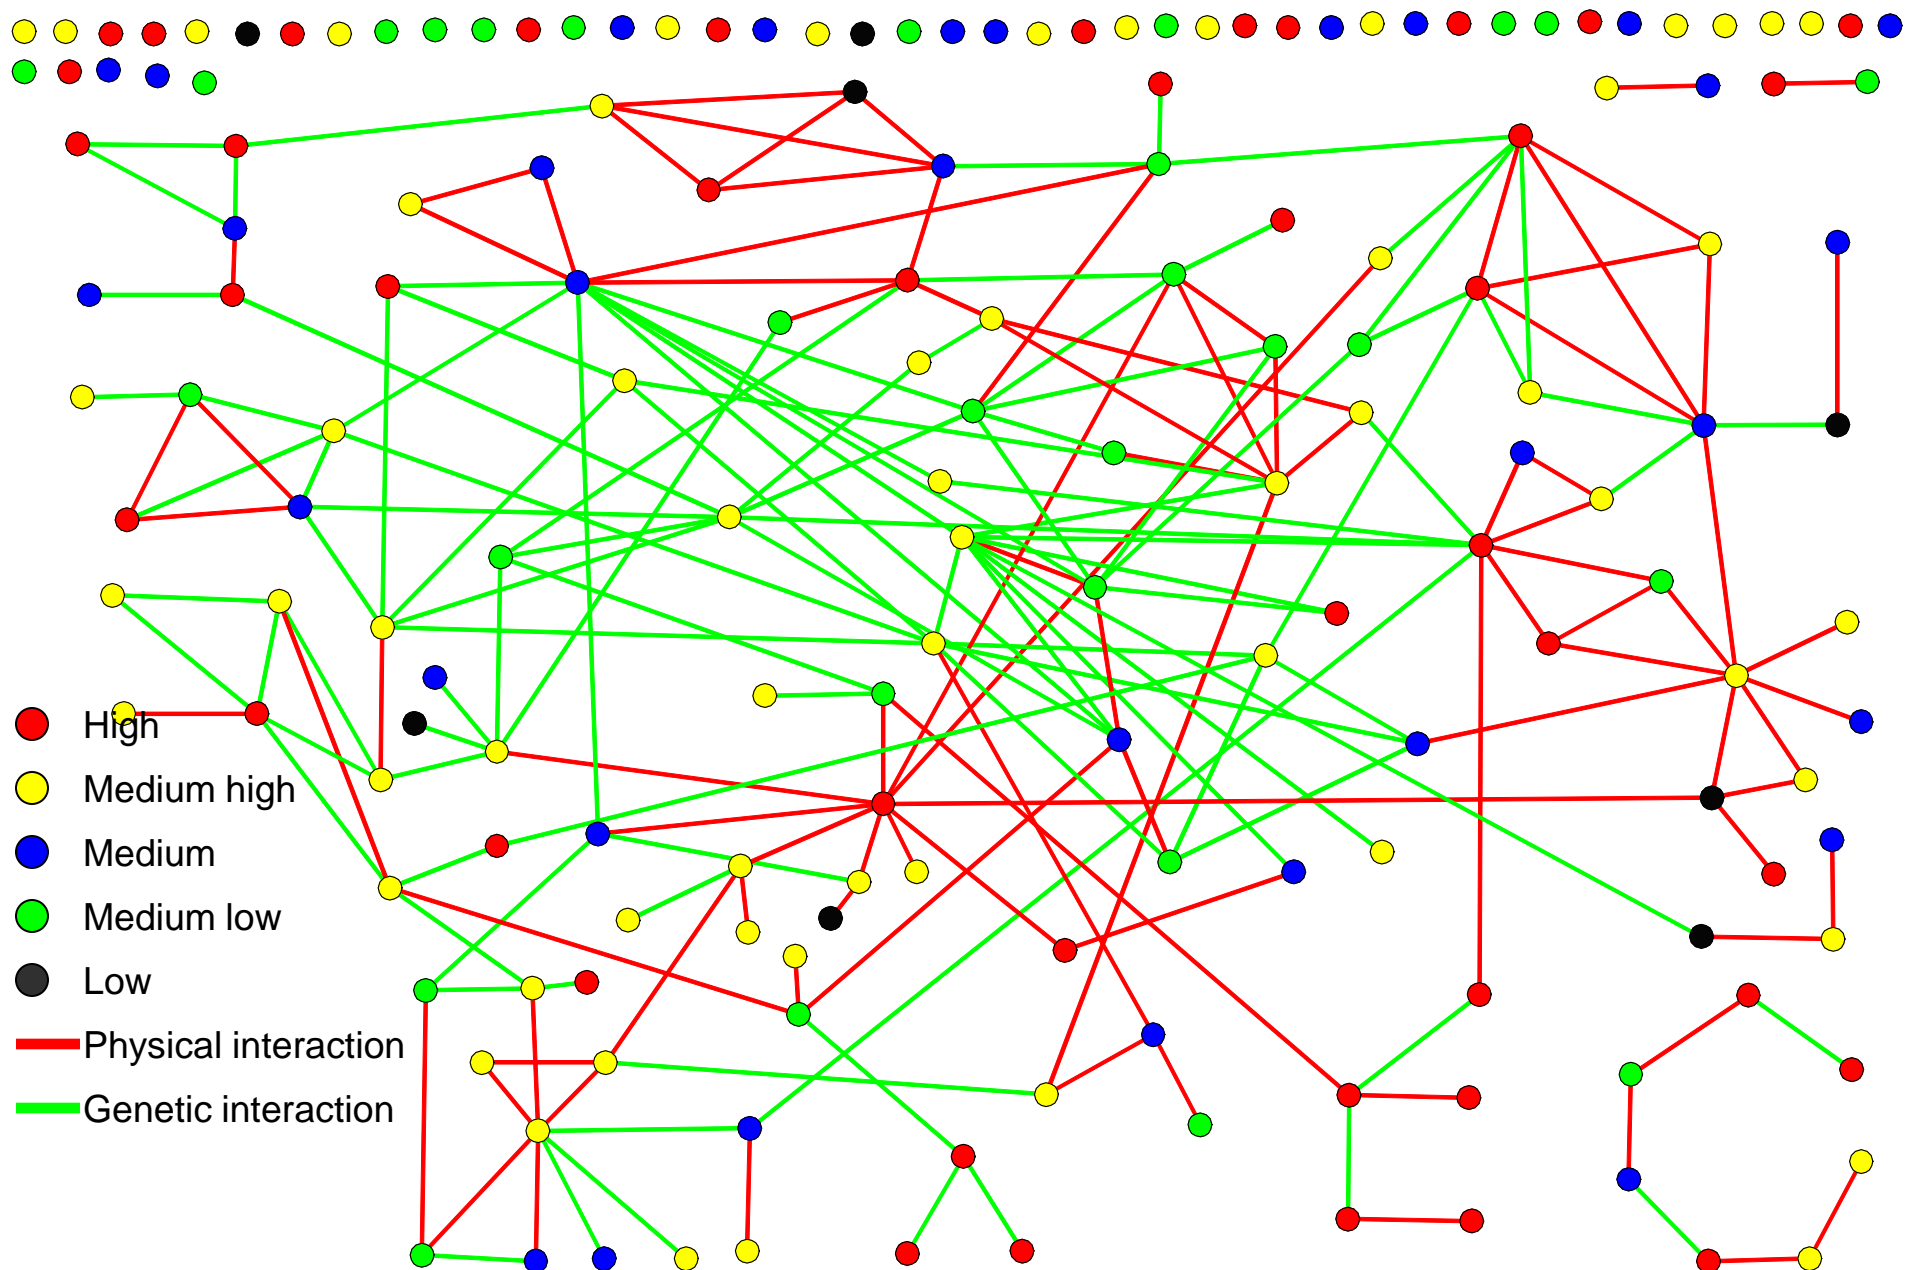 High
Medium high
Medium
Medium low
Low
Physical interaction
Genetic interaction